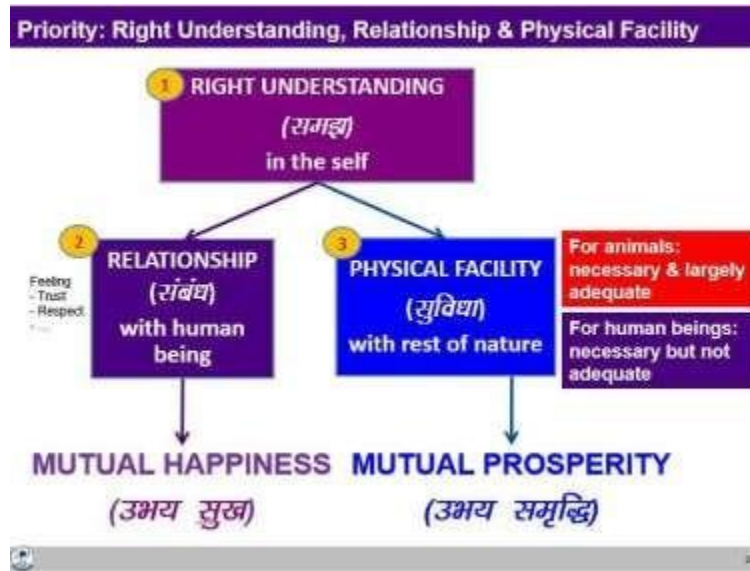 Priority: Right Understanding, Relationship & Physical Facility
1
RIGHT UNDERSTANDING
(समझ)
in the self
2
RELATIONSHIP
(संबंध)
with human
being
Feeling
- Trust
- Respect
- ...
3
PHYSICAL FACILITY
(सुविधा)
with rest of nature
For animals:
necessary & largely
adequate
For human beings:
necessary but not
adequate
MUTUAL HAPPINESS
(उभय सुख)
MUTUAL PROSPERITY
(उभय समृद्धि)